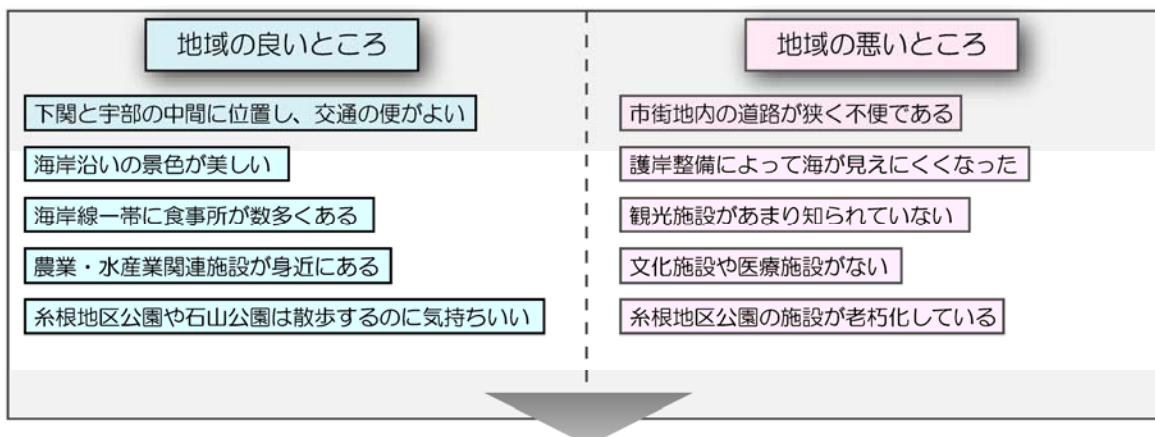 地域の良いところ
下関と宇部の中間に位置し、交通の便がよい
海岸沿いの景色が美しい
海岸線一帯に食事所が数多くある
農業・水産業関連施設が身近にある
糸根地区公園や石山公園は散歩するのに気持ちいい
地域の悪いところ
市街地内の道路が狭く不便である
護岸整備によって海が見えにくくなった
観光施設があまり知られていない
文化施設や医療施設がない
糸根地区公園の施設が老朽化している